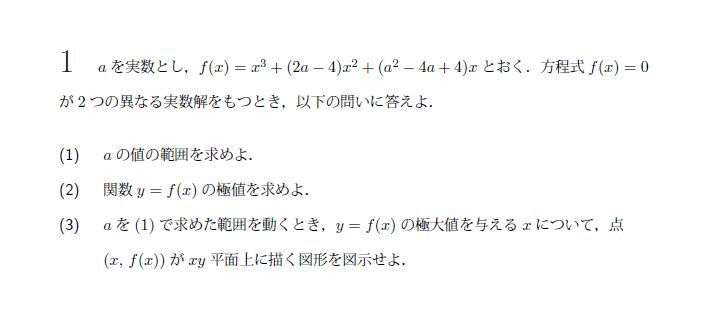 1 a を実数とし，f(x) = x³ + (2a − 4)x² + (a² − 4a + 4)x とおく．方程式 f(x) = 0
が 2 つの異なる実数解をもつとき，以下の問いに答えよ．
(1) a の値の範囲を求めよ．
(2) 関数 y = f(x) の極値を求めよ．
(3) a を (1) で求めた範囲を動くとき，y = f(x) の極大値を与える x について，点
(x, f(x)) が xy 平面上に描く図形を図示せよ．